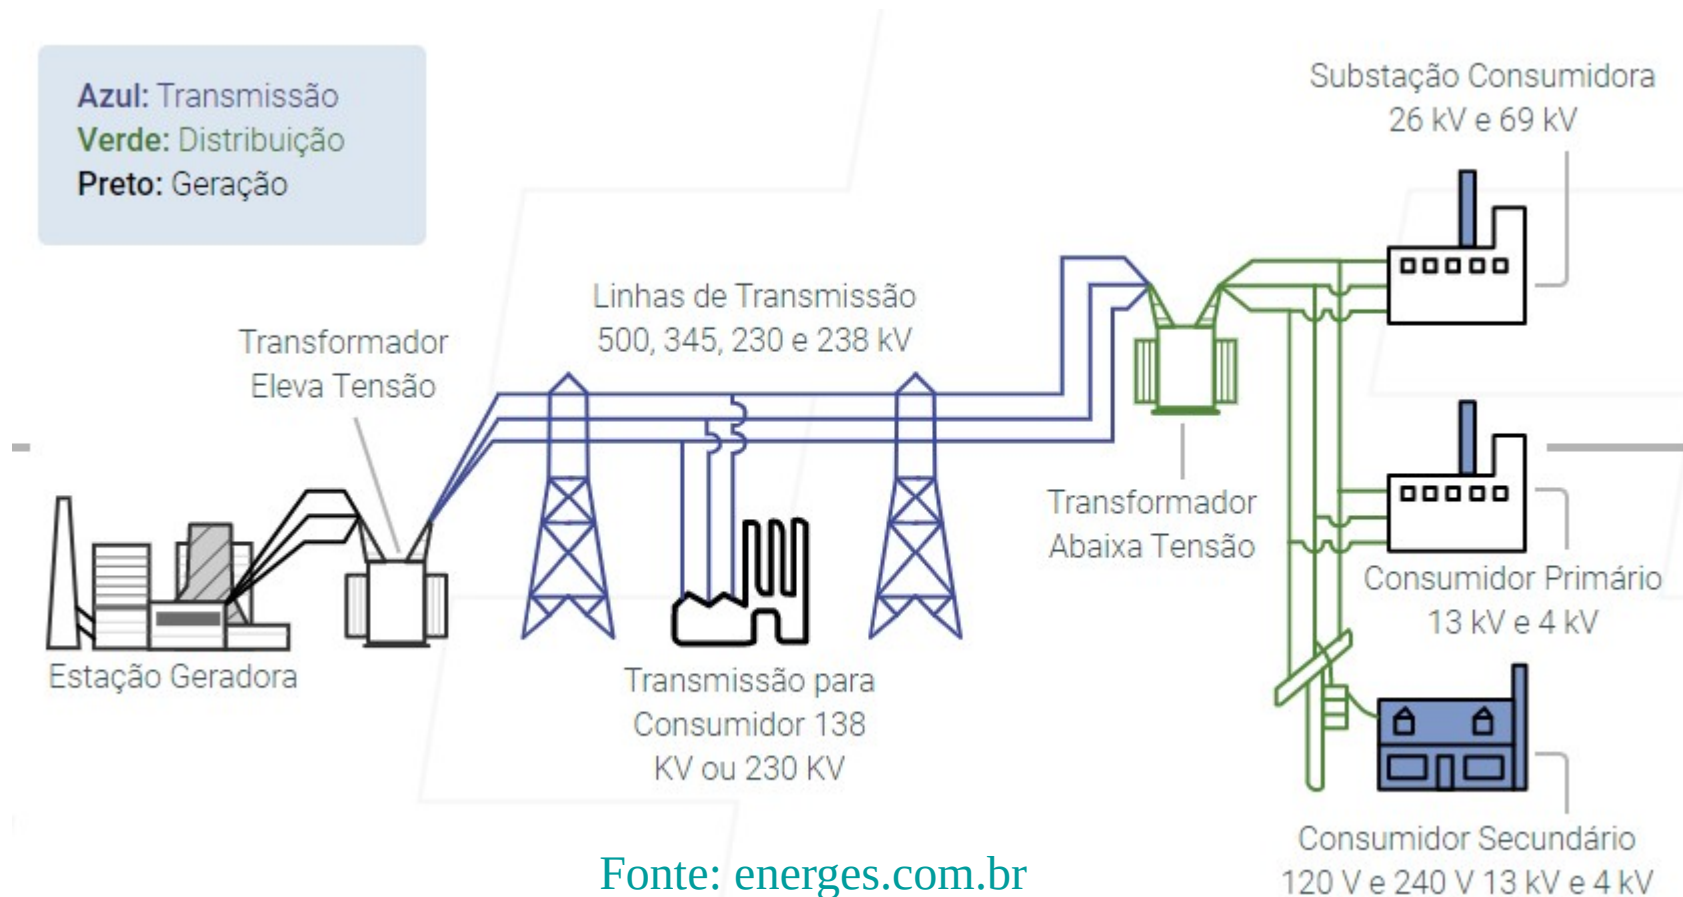 Azul: Transmissão
Verde: Distribuição
Preto: Geração
Substação Consumidora
26 kV e 69 kV
Linhas de Transmissão
500, 345, 230 e 238 kV
Transformador
Eleva Tensão
Transformador
Abaixa Tensão
Consumidor Primário
13 kV e 4 kV
Estação Geradora
Transmissão para
Consumidor 138
KV ou 230 KV
Consumidor Secundário
120 V e 240 V 13 kV e 4 kV
Fonte: energes.com.br